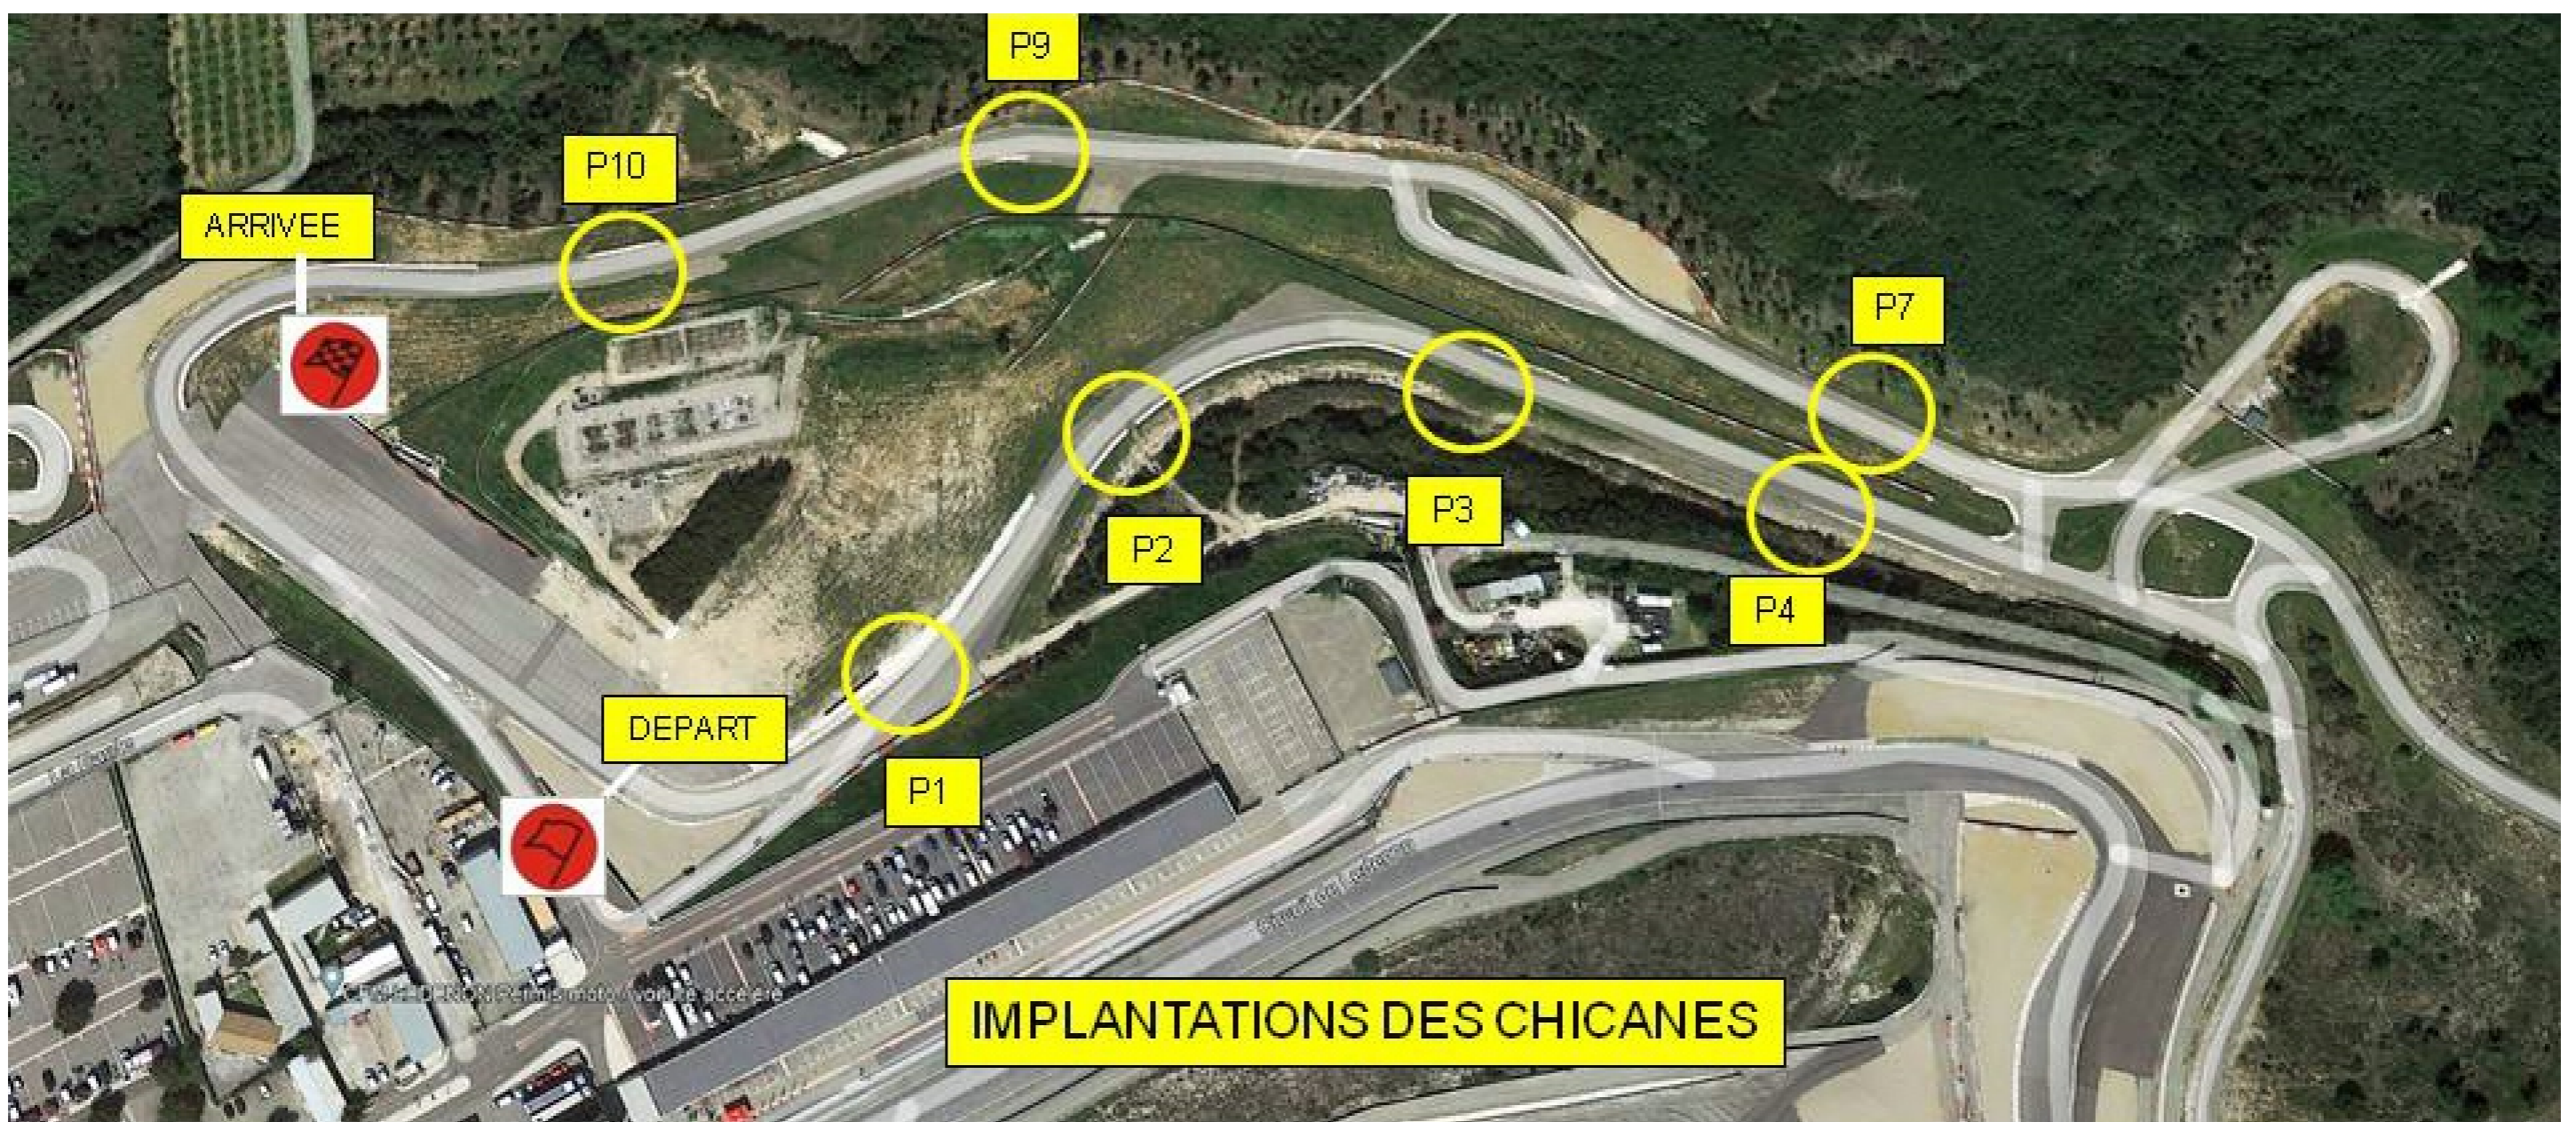 P9
P10
ARRIVEE
P7
P3
P2
P4
DEPART
P1
IMPLANTATIONS DES CHICANES